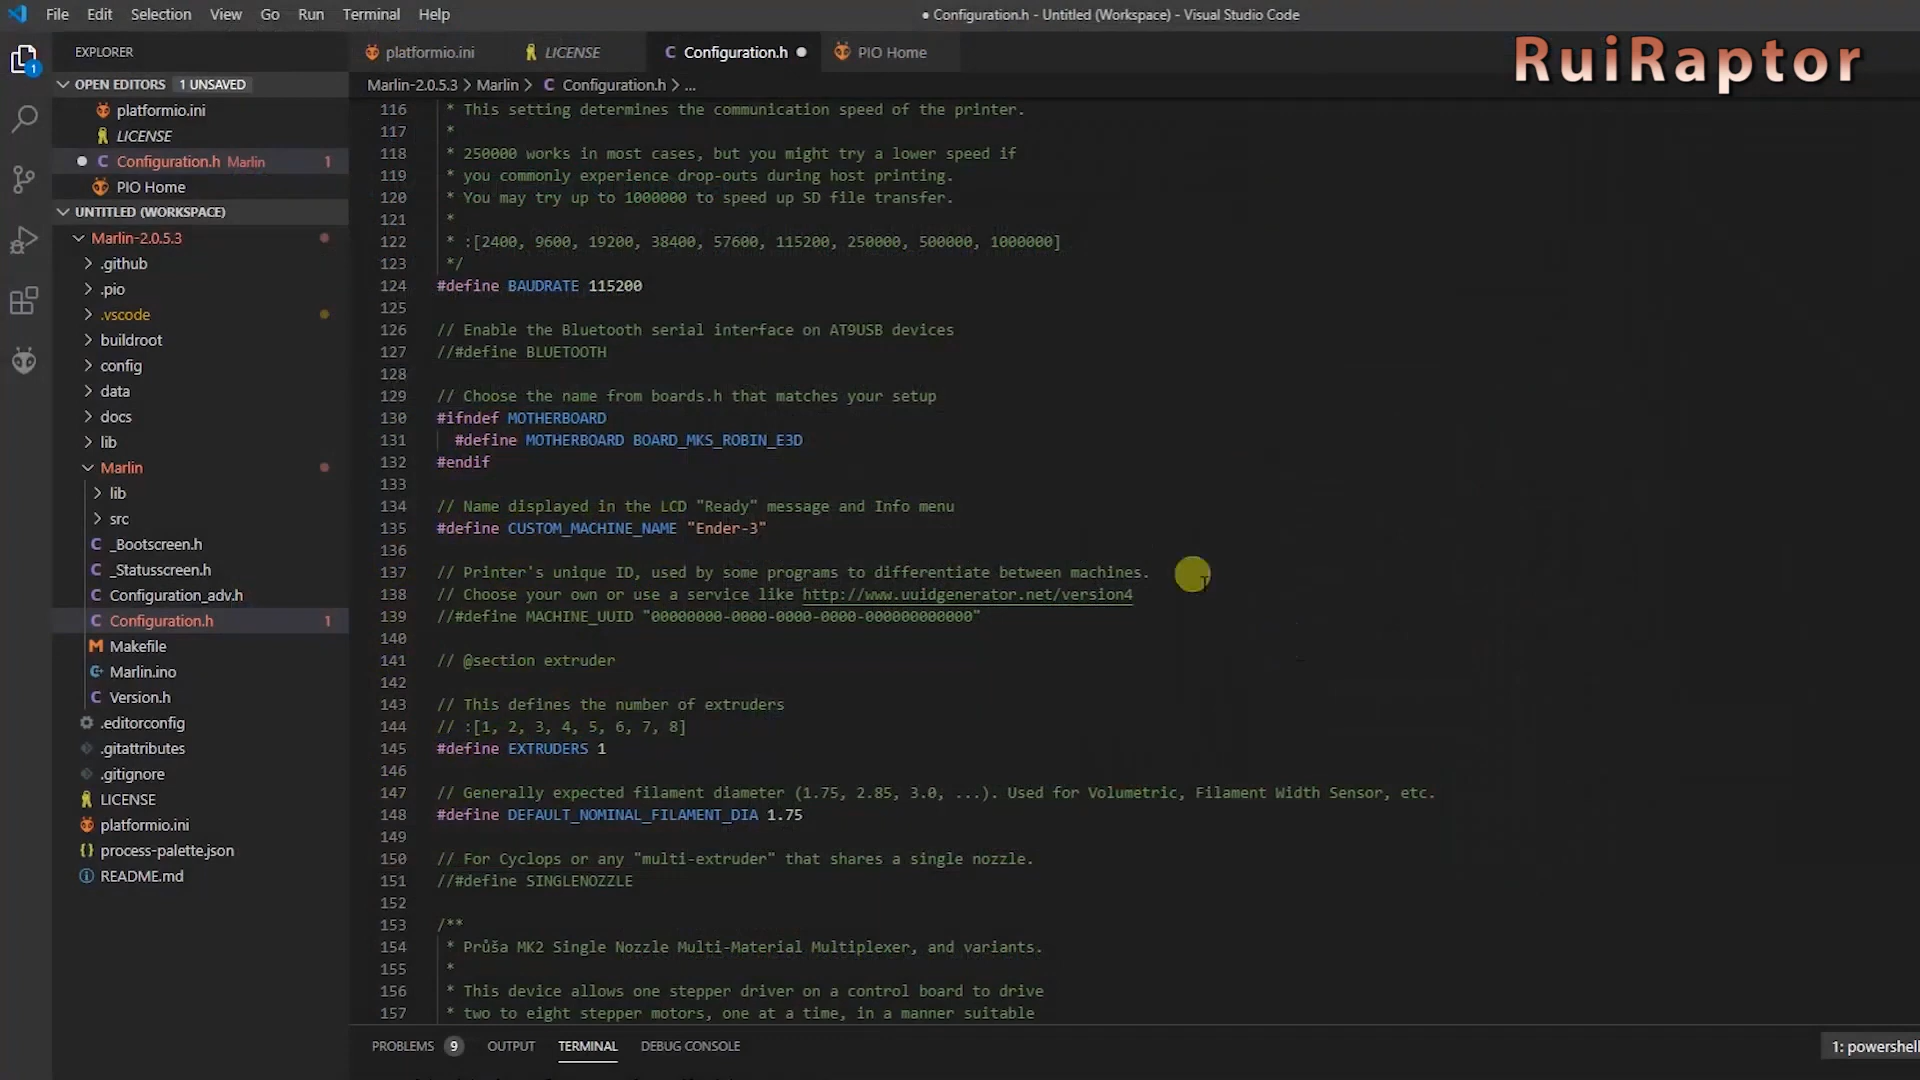 File Edit Selection View Go Run Terminal Help
● Configuration.h - Untitled (Workspace) - Visual Studio Code
RuiRaptor
EXPLORER
OPEN EDITORS 1 UNSAVED
platformio.ini
LICENSE
Configuration.h Marlin 1
PIO Home
UNTITLED (WORKSPACE)
Marlin-2.0.5.3
.github
.pio
.vscode
buildroot
config
data
docs
lib
Marlin
lib
src
_Bootscreen.h
_Statusscreen.h
Configuration_adv.h
Configuration.h 1
Makefile
Marlin.ino
Version.h
.editorconfig
.gitattributes
.gitignore
LICENSE
platformio.ini
process-palette.json
README.md
1
platformio.ini LICENSE Configuration.h ● PIO Home
Marlin-2.0.5.3 > Marlin > C Configuration.h > ...
116 * This setting determines the communication speed of the printer.
117 *
118 * 250000 works in most cases, but you might try a lower speed if
119 * you commonly experience drop-outs during host printing.
120 * You may try up to 1000000 to speed up SD file transfer.
121 *
122 * :[2400, 9600, 19200, 38400, 57600, 115200, 250000, 500000, 1000000]
123 */
124 #define BAUDRATE 115200
125
126 // Enable the Bluetooth serial interface on AT9USB devices
127 //#define BLUETOOTH
128
129 // Choose the name from boards.h that matches your setup
130 #ifndef MOTHERBOARD
131 #define MOTHERBOARD BOARD_MKS_ROBIN_E3D
132 #endif
133
134 // Name displayed in the LCD "Ready" message and Info menu
135 #define CUSTOM_MACHINE_NAME "Ender-3"
136
137 // Printer's unique ID, used by some programs to differentiate between machines.
138 // Choose your own or use a service like http://www.uuidgenerator.net/version4
139 //#define MACHINE_UUID "00000000-0000-0000-0000-000000000000"
140
141 // @section extruder
142
143 // This defines the number of extruders
144 // :[1, 2, 3, 4, 5, 6, 7, 8]
145 #define EXTRUDERS 1
146
147 // Generally expected filament diameter (1.75, 2.85, 3.0, ...). Used for Volumetric, Filament Width Sensor, etc.
148 #define DEFAULT_NOMINAL_FILAMENT_DIA 1.75
149
150 // For Cyclops or any "multi-extruder" that shares a single nozzle.
151 //#define SINGLENOZZLE
152
153 /**
154 * Průša MK2 Single Nozzle Multi-Material Multiplexer, and variants.
155 *
156 * This device allows one stepper driver on a control board to drive
157 * two to eight stepper motors, one at a time, in a manner suitable
PROBLEMS 9 OUTPUT TERMINAL DEBUG CONSOLE
1: powershell